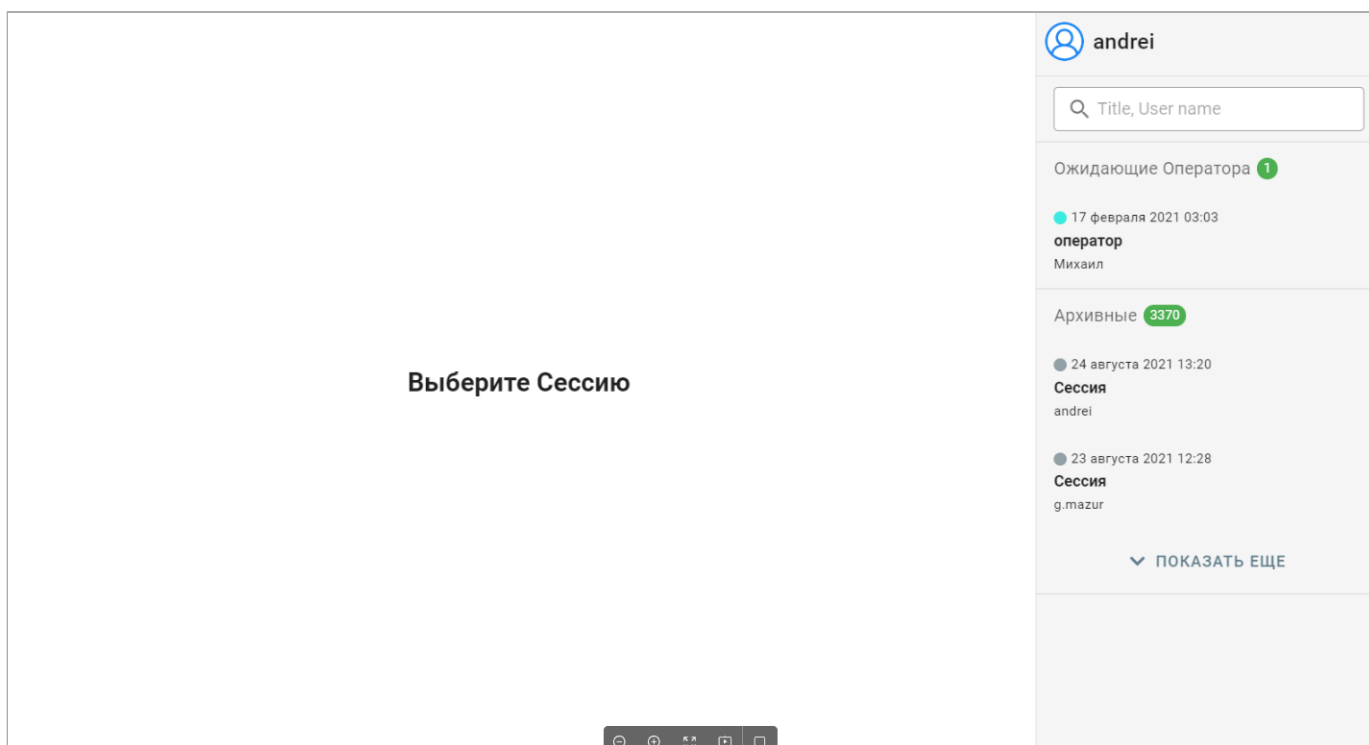 andrei
Title, User name
Ожидающие Оператора 1
17 февраля 2021 03:03
оператор
Михаил
Архивные 3370
24 августа 2021 13:20
Сессия
andrei
23 августа 2021 12:28
Сессия
g.mazur
ПОКАЗАТЬ ЕЩЕ
Выберите Сессию